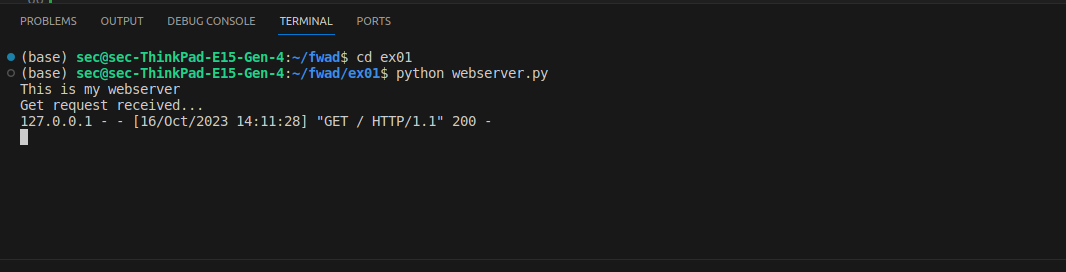 PROBLEMS OUTPUT DEBUG CONSOLE TERMINAL PORTS
(base) sec@sec-ThinkPad-E15-Gen-4:~/fwad$ cd ex01
(base) sec@sec-ThinkPad-E15-Gen-4:~/fwad/ex01$ python webserver.py
This is my webserver
Get request received...
127.0.0.1 - - [16/Oct/2023 14:11:28] "GET / HTTP/1.1" 200 -